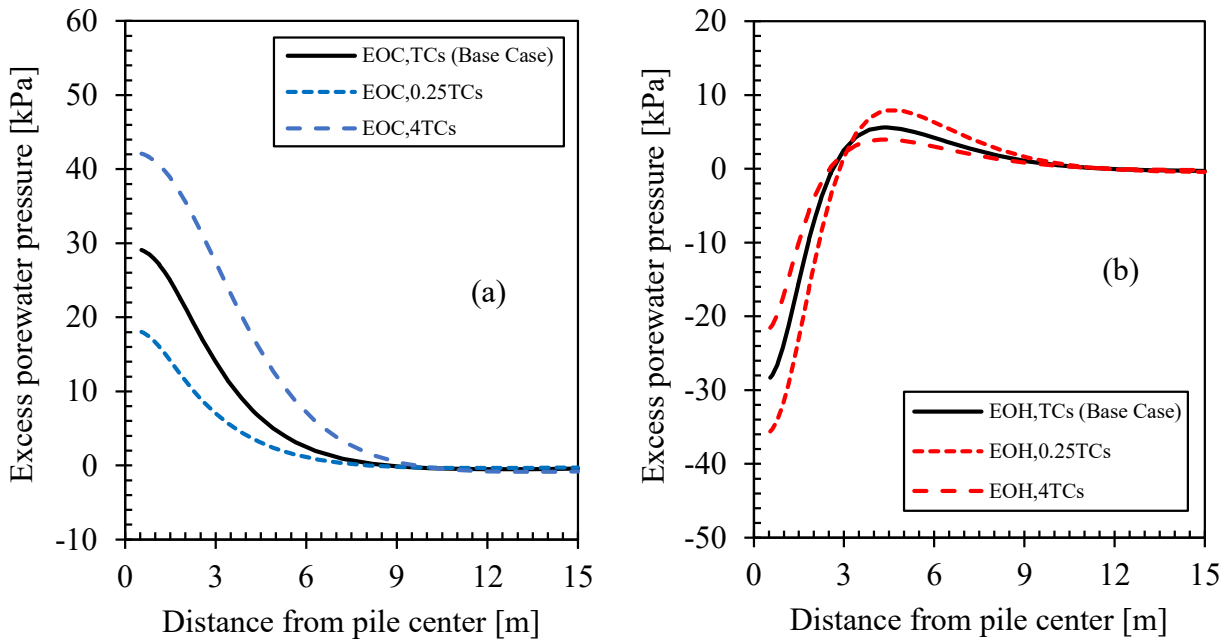 Excess porewater pressure [kPa]
60
50
40
30
20
10
0
-10
EOC,TCs (Base Case)
EOC,0.25TCs
EOC,4TCs
(a)
0 3 6 9 12 15
Distance from pile center [m]
Excess porewater pressure [kPa]
20
10
0
-10
-20
-30
-40
-50
(b)
EOH,TCs (Base Case)
EOH,0.25TCs
EOH,4TCs
0 3 6 9 12 15
Distance from pile center [m]